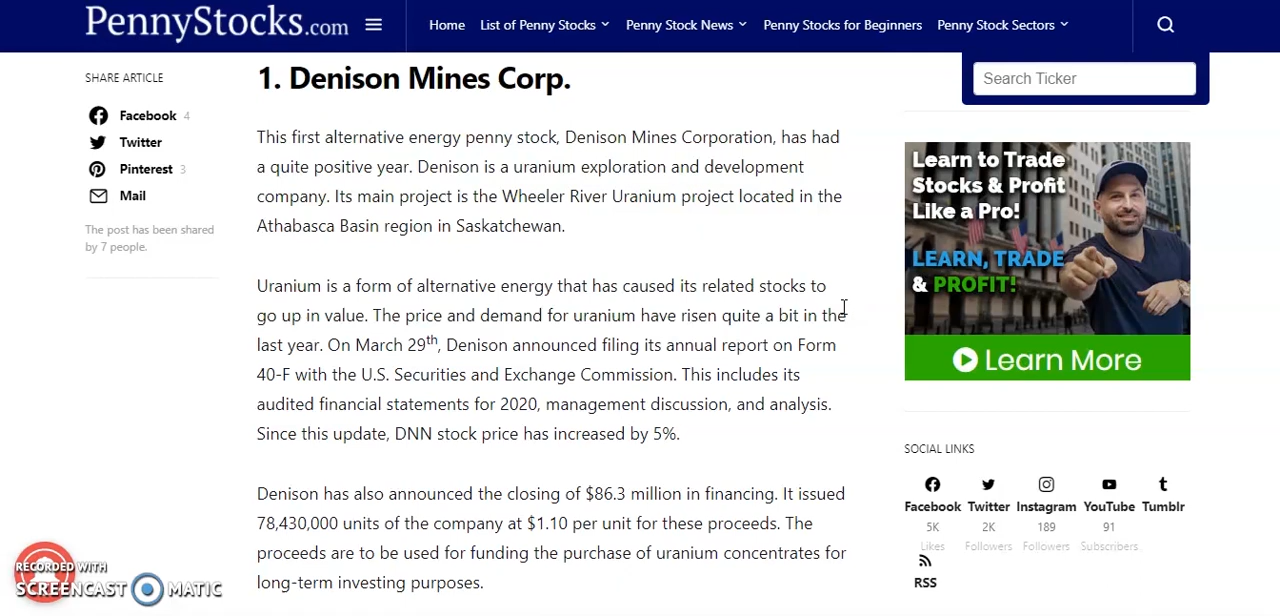 PennyStocks.com
Home
List of Penny Stocks
Penny Stock News
Penny Stocks for Beginners
Penny Stock Sectors
Search Ticker
SHARE ARTICLE
Facebook 4
Twitter
Pinterest 3
Mail
The post has been shared
by 7 people.
1. Denison Mines Corp.
This first alternative energy penny stock, Denison Mines Corporation, has had
a quite positive year. Denison is a uranium exploration and development
company. Its main project is the Wheeler River Uranium project located in the
Athabasca Basin region in Saskatchewan.
Uranium is a form of alternative energy that has caused its related stocks to
go up in value. The price and demand for uranium have risen quite a bit in the
last year. On March 29th, Denison announced filing its annual report on Form
40-F with the U.S. Securities and Exchange Commission. This includes its
audited financial statements for 2020, management discussion, and analysis.
Since this update, DNN stock price has increased by 5%.
Denison has also announced the closing of $86.3 million in financing. It issued
78,430,000 units of the company at $1.10 per unit for these proceeds. The
proceeds are to be used for funding the purchase of uranium concentrates for
long-term investing purposes.
Learn to Trade
Stocks & Profit
Like a Pro!
LEARN, TRADE
& PROFIT!
Learn More
SOCIAL LINKS
Facebook Twitter Instagram YouTube Tumblr
5K 2K 189 91
Likes Followers Followers Subscribers
RSS
RECORDED WITH
SCREENCAST MATIC